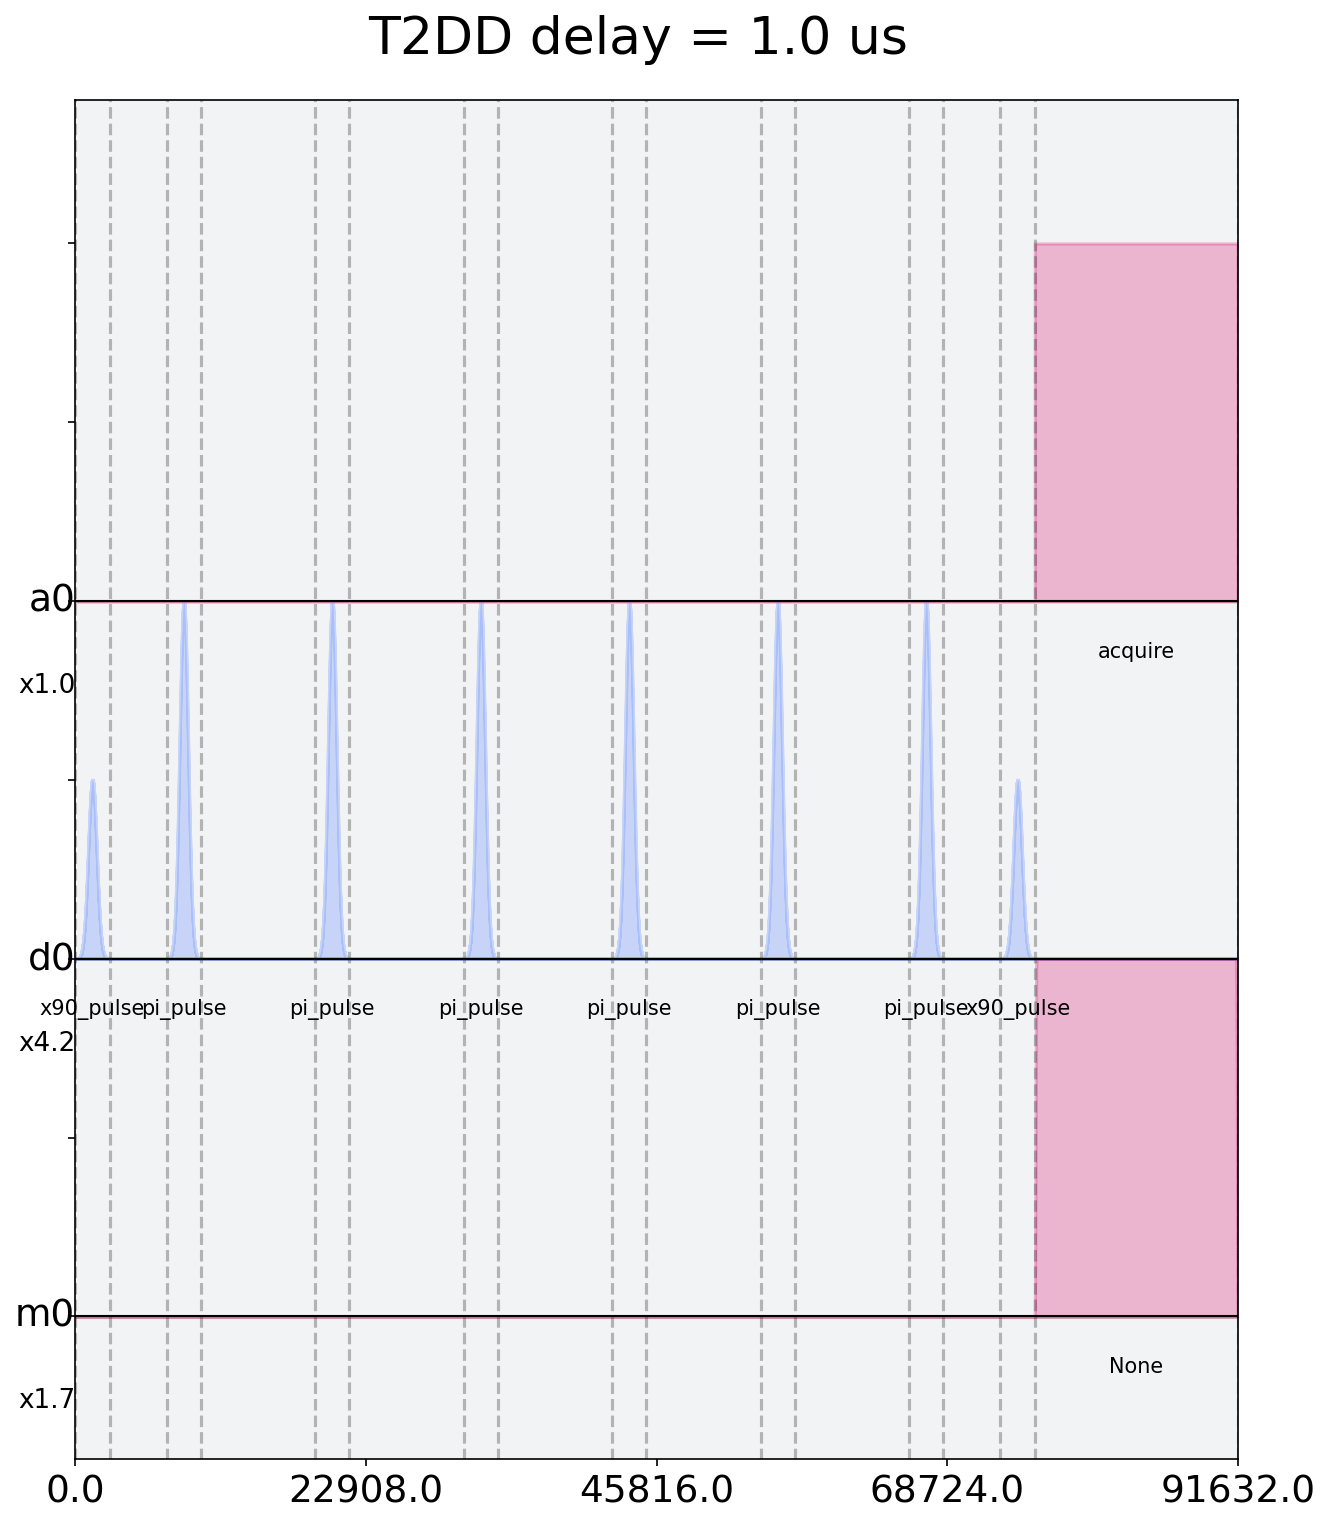 T2DD delay = 1.0 us
a0
acquire
x1.0
d0
x90_pulse pi_pulse pi_pulse pi_pulse pi_pulse pi_pulse pi_pulse x90_pulse
x4.2
m0
None
x1.7
0.0 22908.0 45816.0 68724.0 91632.0